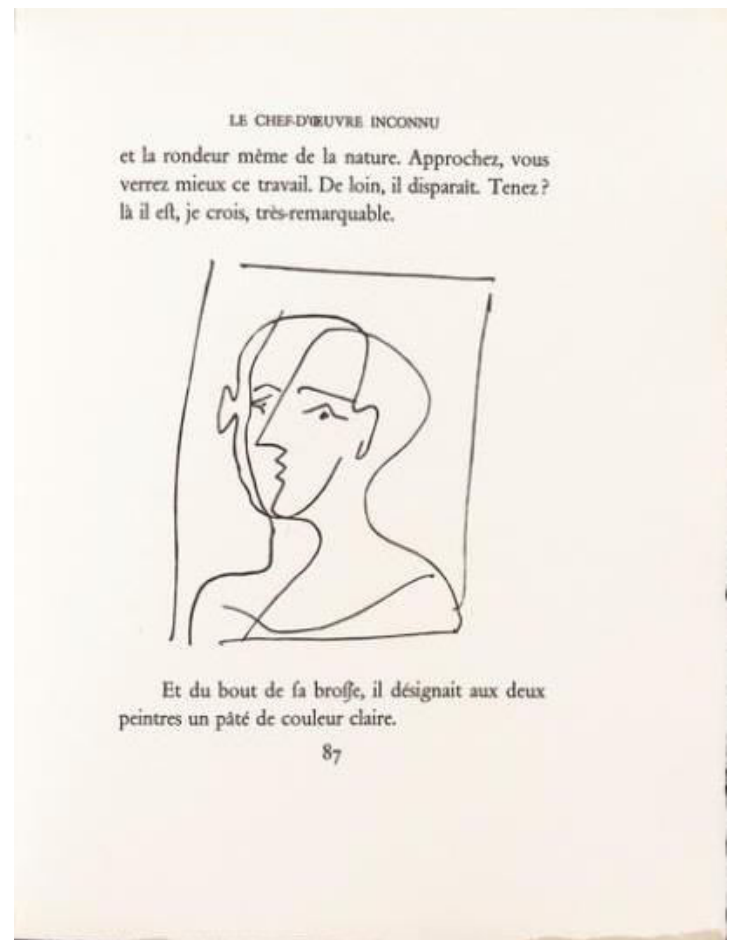 LE CHEF-D'ŒUVRE INCONNU
et la rondeur même de la nature. Approchez, vous
verrez mieux ce travail. De loin, il disparaît. Tenez ?
là il eſt, je crois, très-remarquable.
Et du bout de ſa broſſe, il désignait aux deux
peintres un pâté de couleur claire.
87